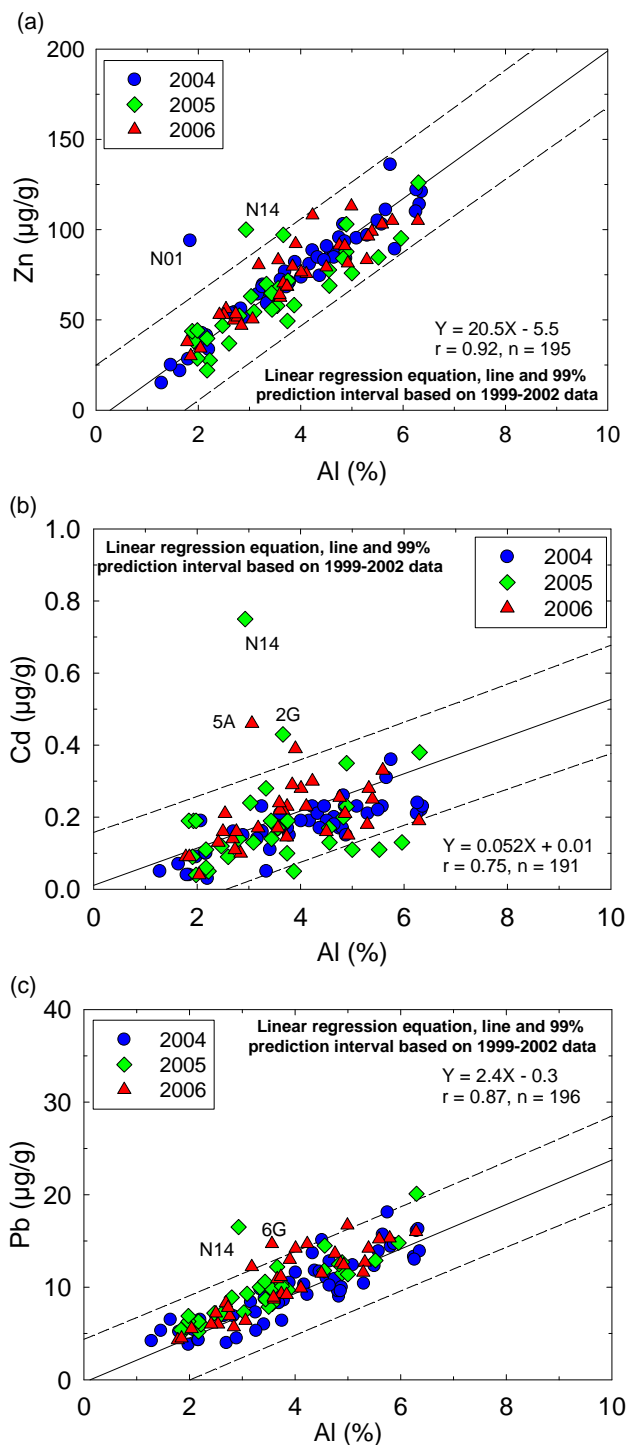 (a)
200
150
100
50
0
Zn (µg/g)
2004
2005
2006
N14
N01
Y = 20.5X - 5.5
r = 0.92, n = 195
Linear regression equation, line and 99%
prediction interval based on 1999-2002 data
0 2 4 6 8 10
Al (%)
(b)
1.0
0.8
0.6
0.4
0.2
0.0
Cd (µg/g)
Linear regression equation, line and 99%
prediction interval based on 1999-2002 data
2004
2005
2006
N14
5A 2G
Y = 0.052X + 0.01
r = 0.75, n = 191
0 2 4 6 8 10
Al (%)
(c)
40
30
20
10
0
Pb (µg/g)
2004
2005
2006
Linear regression equation, line and 99%
prediction interval based on 1999-2002 data
Y = 2.4X - 0.3
r = 0.87, n = 196
6G
N14
0 2 4 6 8 10
Al (%)